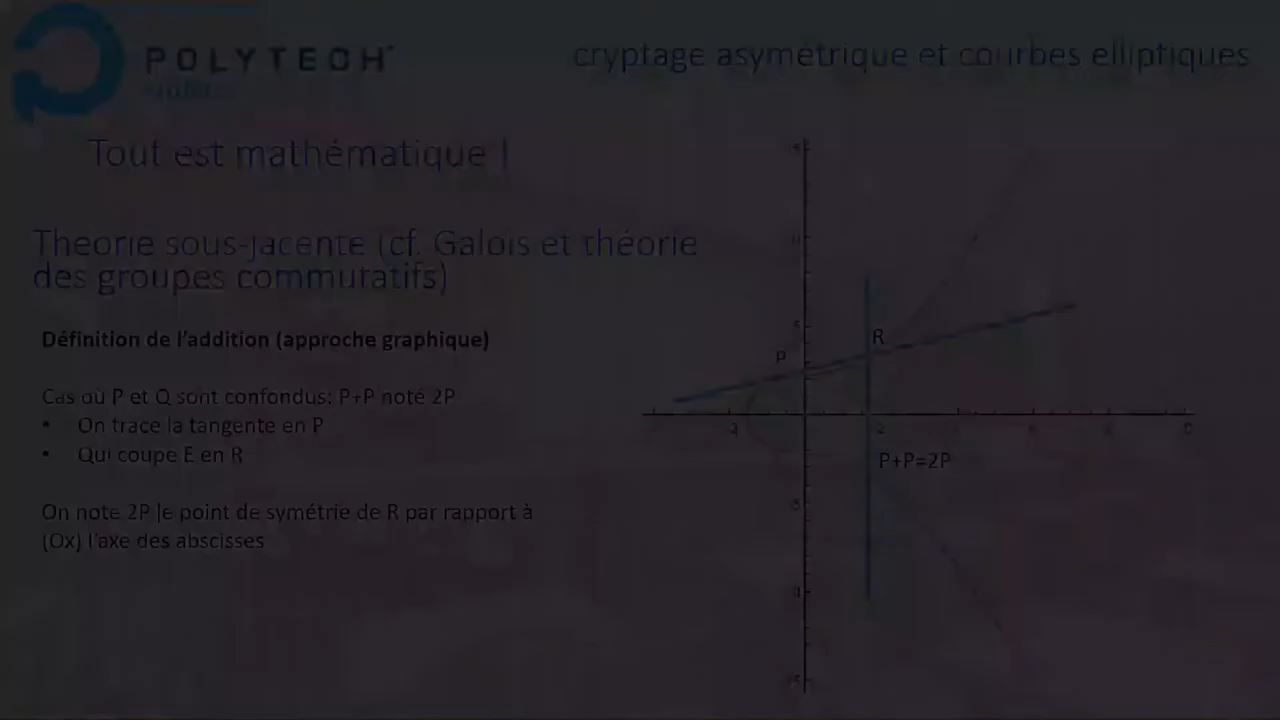 POLYTECH
cryptage asymétrique et courbes elliptiques
Tout est mathématique !
Théorie sous-jacente (cf. Galois et théorie
des groupes commutatifs)
Définition de l'addition (approche graphique)
Cas où P et Q sont confondus: P+P noté 2P
• On trace la tangente en P
• Qui coupe E en R
On note 2P le point de symétrie de R par rapport à
(Ox) l'axe des abscisses
R
P
P+P=2P